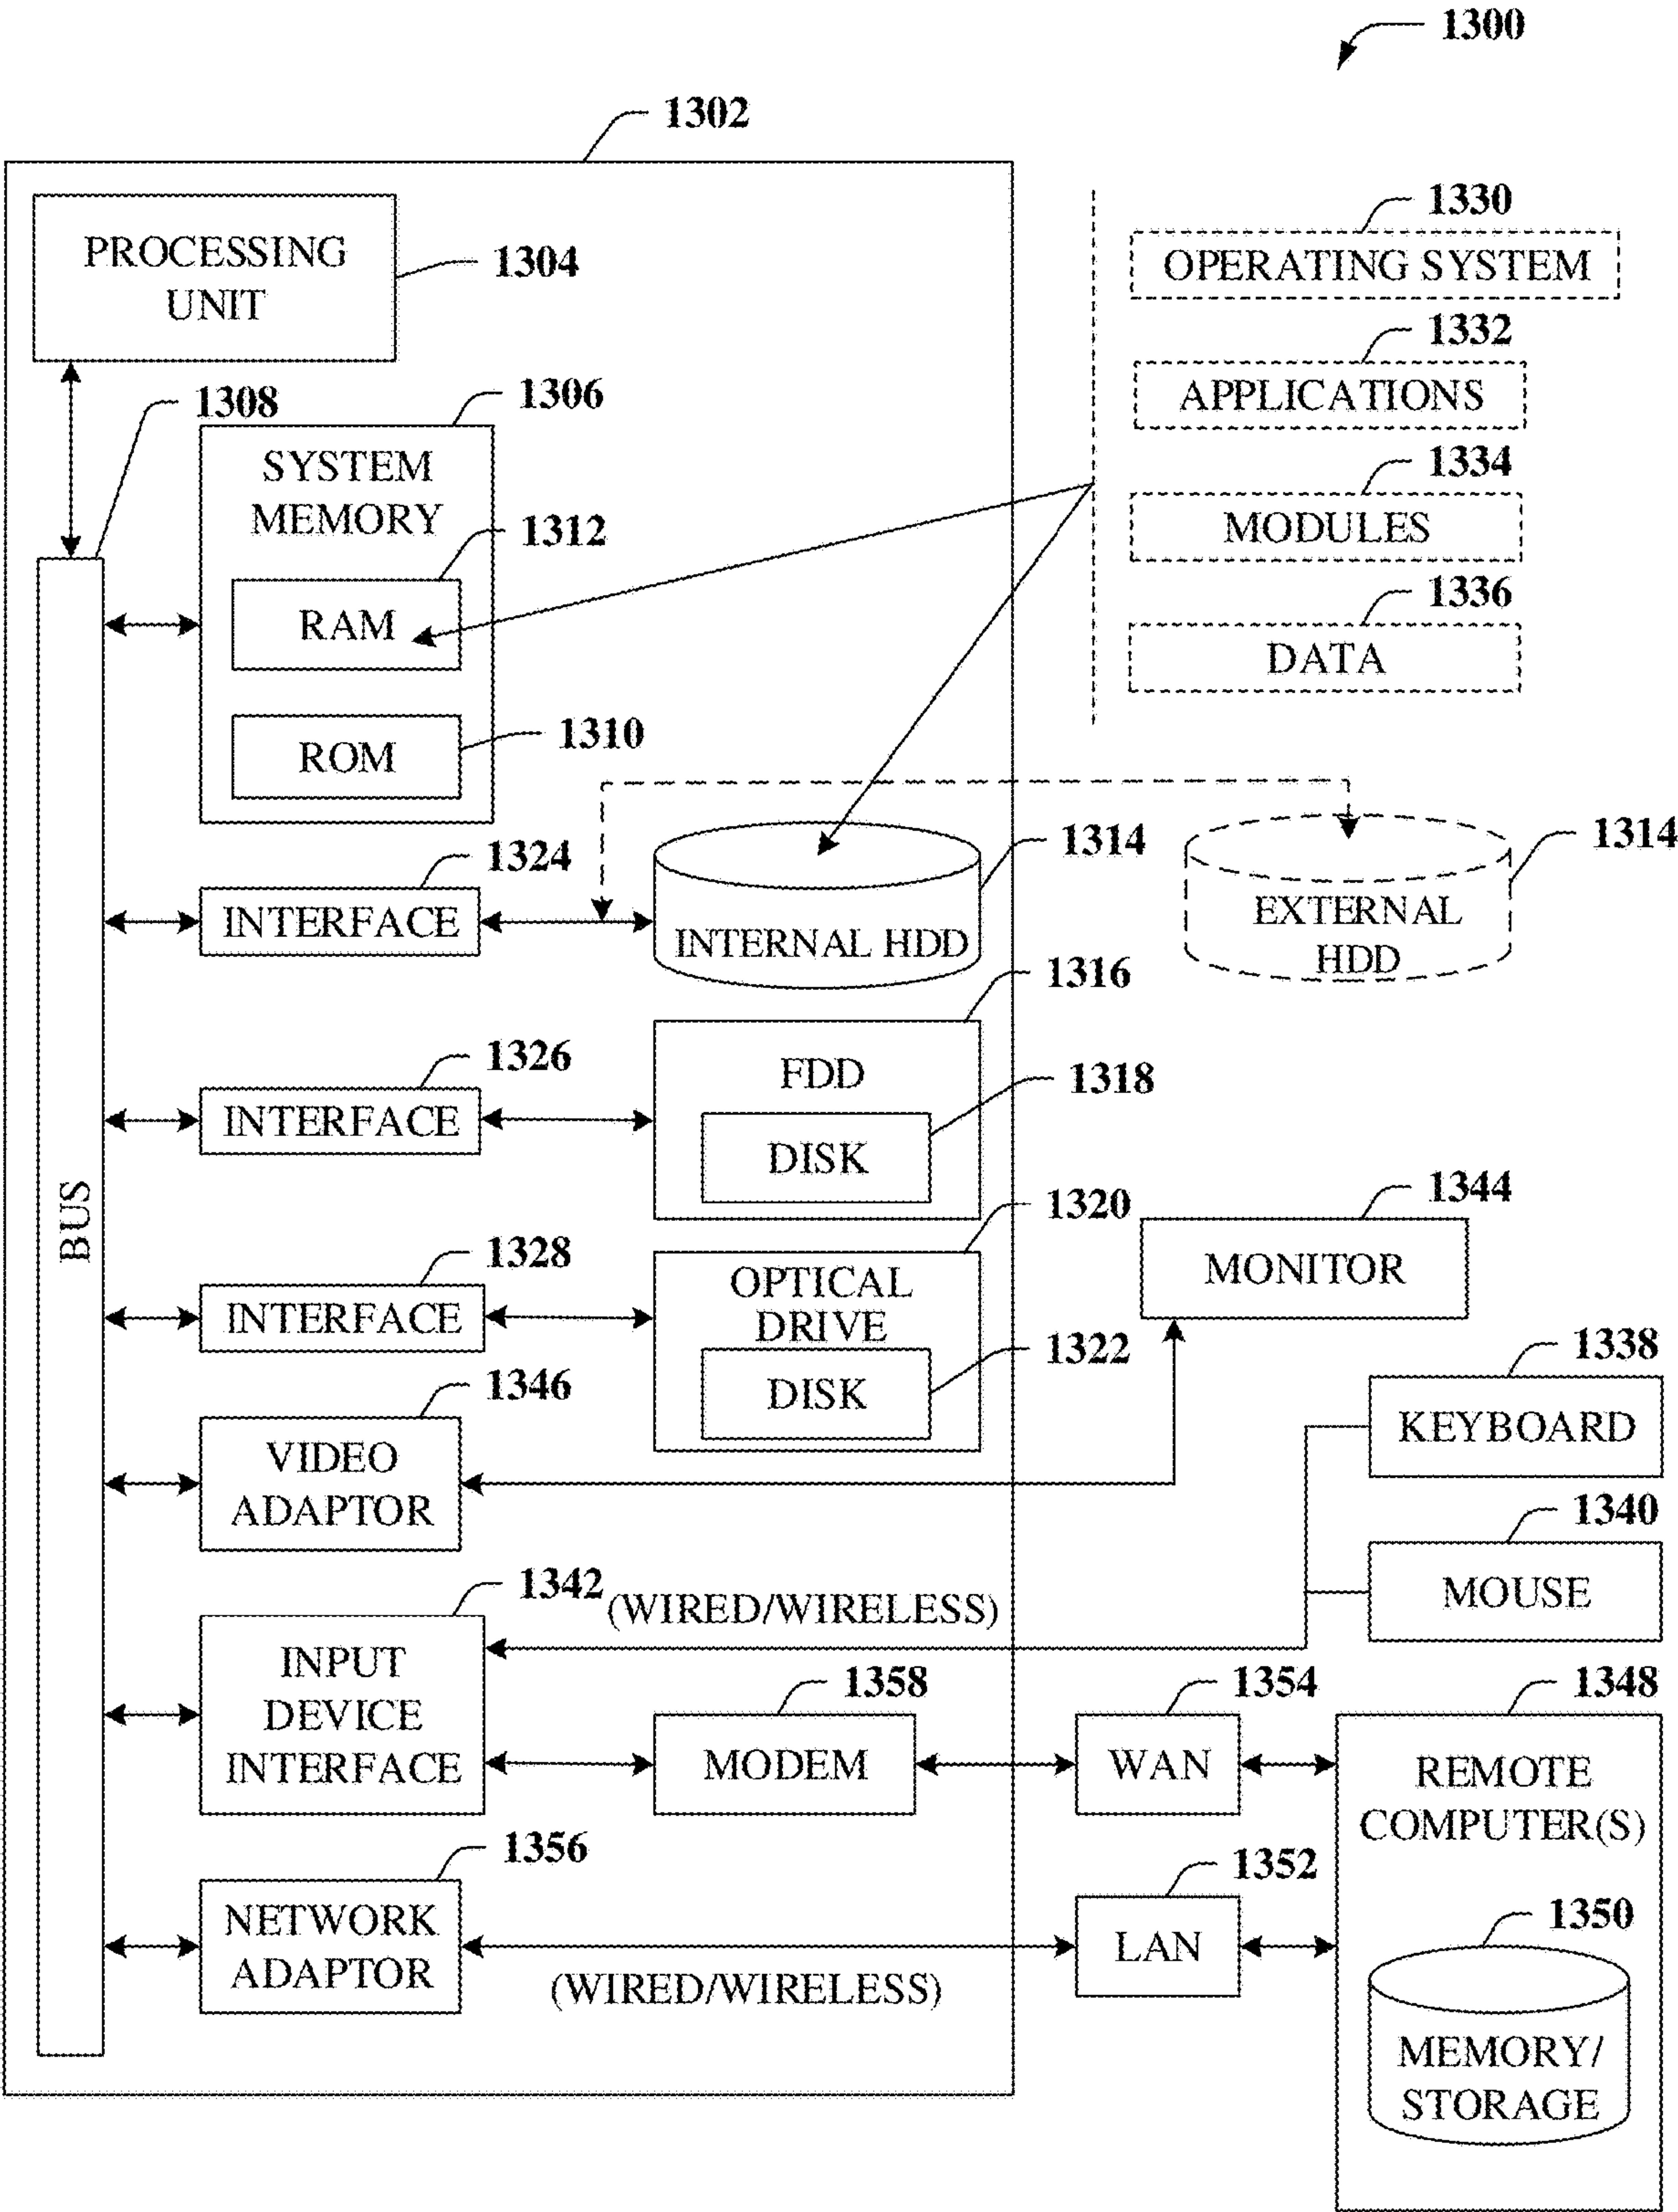 1300
1302
PROCESSING
UNIT
1304
1330
OPERATING SYSTEM
1332
APPLICATIONS
1334
MODULES
1336
DATA
1308
1306
SYSTEM
MEMORY
1312
RAM
1310
ROM
BUS
1324
INTERFACE
1314
INTERNAL HDD
1314
EXTERNAL
HDD
1326
INTERFACE
1316
FDD
1318
DISK
1328
INTERFACE
1320
OPTICAL
DRIVE
1322
DISK
1344
MONITOR
1346
VIDEO
ADAPTOR
1338
KEYBOARD
1340
MOUSE
1342
(WIRED/WIRELESS)
INPUT
DEVICE
INTERFACE
1358
MODEM
1354
WAN
1348
REMOTE
COMPUTER(S)
1356
NETWORK
ADAPTOR
(WIRED/WIRELESS)
1352
LAN
1350
MEMORY/
STORAGE